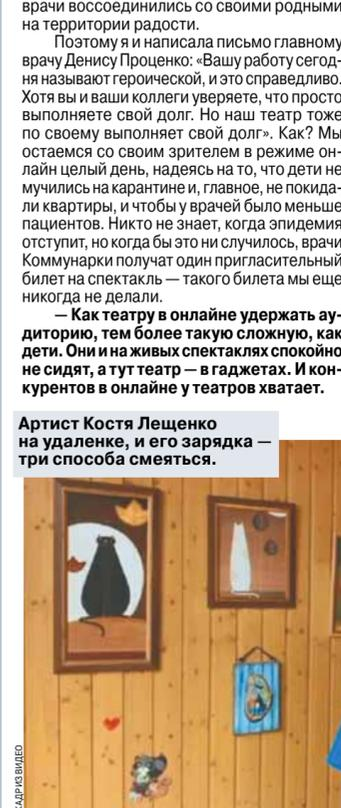 врачи воссоединились со своими родными
на территории радости.
Поэтому я и написала письмо главному
врачу Денису Проценко: «Вашу работу сегод-
ня называют героической, и это справедливо.
Хотя вы и ваши коллеги уверяете, что просто
выполняете свой долг. Но наш театр тоже
по своему выполняет свой долг». Как? Мы
остаемся со своим зрителем в режиме он-
лайн целый день, надеясь на то, что дети не
мучились на карантине и, главное, не покида-
ли квартиры, и чтобы у врачей было меньше
пациентов. Никто не знает, когда эпидемия
отступит, но когда бы это ни случилось, врачи
Коммунарки получат один пригласительный
билет на спектакль — такого билета мы еще
никогда не делали.
— Как театру в онлайне удержать ау-
диторию, тем более такую сложную, как
дети. Они и на живых спектаклях спокойно
не сидят, а тут театр — в гаджетах. И кон-
курентов в онлайне у театров хватает.
Артист Костя Лещенко
на удаленке, и его зарядка —
три способа смеяться.
КАДР ИЗ ВИДЕО